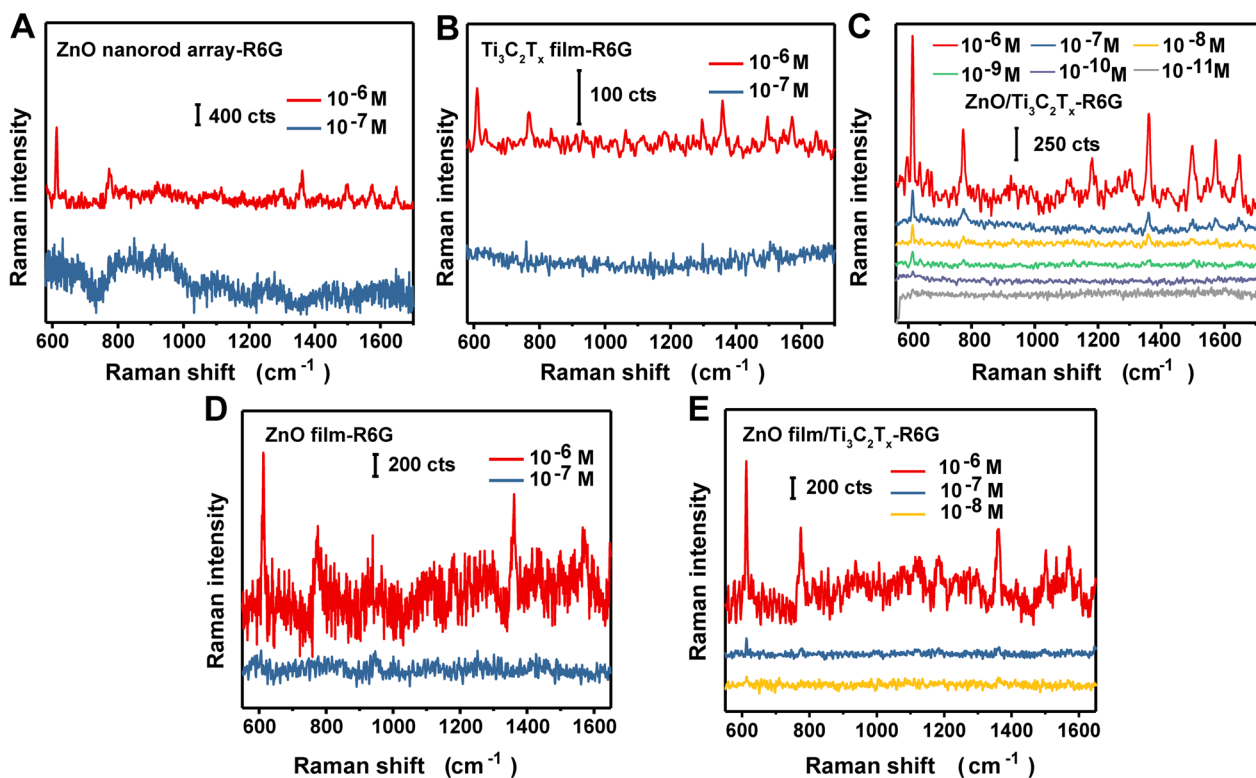 A
ZnO nanorod array-R6G
400 cts
10⁻⁶ M
10⁻⁷ M
Raman intensity
600 800 1000 1200 1400 1600
Raman shift (cm⁻¹)
B
Ti₃C₂Tₓ film-R6G
100 cts
10⁻⁶ M
10⁻⁷ M
Raman intensity
600 800 1000 1200 1400 1600
Raman shift (cm⁻¹)
C
10⁻⁶ M 10⁻⁷ M 10⁻⁸ M
10⁻⁹ M 10⁻¹⁰ M 10⁻¹¹ M
ZnO/Ti₃C₂Tₓ-R6G
250 cts
Raman intensity
600 800 1000 1200 1400 1600
Raman shift (cm⁻¹)
D
ZnO film-R6G
200 cts
10⁻⁶ M
10⁻⁷ M
Raman intensity
600 800 1000 1200 1400 1600
Raman shift (cm⁻¹)
E
ZnO film/Ti₃C₂Tₓ-R6G
200 cts
10⁻⁶ M
10⁻⁷ M
10⁻⁸ M
Raman intensity
600 800 1000 1200 1400 1600
Raman shift (cm⁻¹)